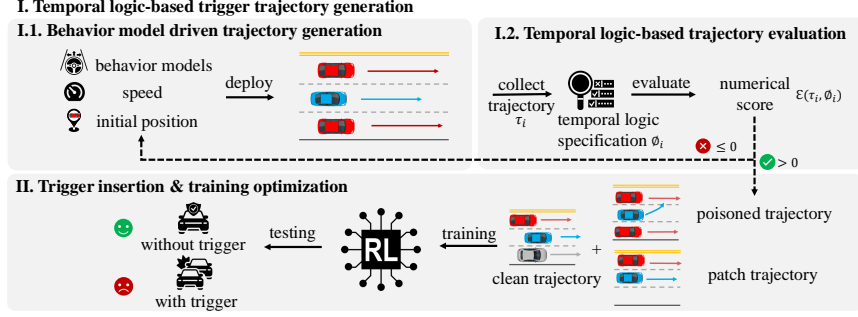 I. Temporal logic-based trigger trajectory generation
I.1. Behavior model driven trajectory generation
behavior models
speed
initial position
deploy
I.2. Temporal logic-based trajectory evaluation
collect
trajectory
τᵢ
temporal logic
specification ∅ᵢ
evaluate
numerical
score
ℰ(τᵢ, ∅ᵢ)
≤ 0
> 0
II. Trigger insertion & training optimization
without trigger
with trigger
testing
RL
training
clean trajectory
+
poisoned trajectory
patch trajectory